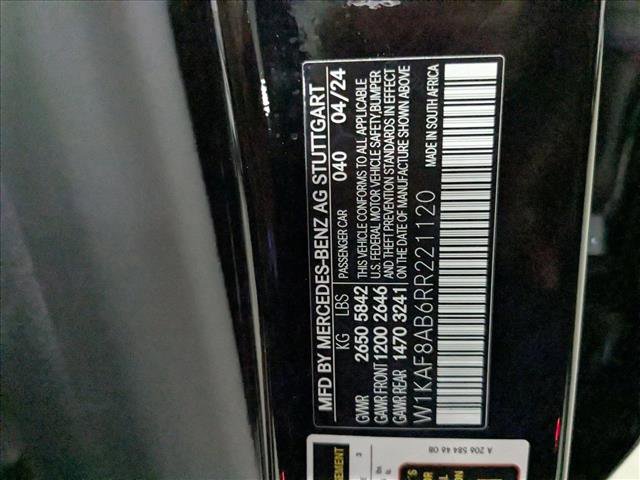 MFD BY MERCEDES-BENZ AG STUTTGART
KG LBS PASSENGER CAR 040 04/24
GVWR 2650 5842 THIS VEHICLE CONFORMS TO ALL APPLICABLE
GAWR FRONT 1200 2646 U.S. FEDERAL MOTOR VEHICLE SAFETY,BUMPER
GAWR REAR 1470 3241 AND THEFT PREVENTION STANDARDS IN EFFECT
ON THE DATE OF MANUFACTURE SHOWN ABOVE
W1KAF8AB6RR221120 MADE IN SOUTH AFRICA
A 206 584 46 08